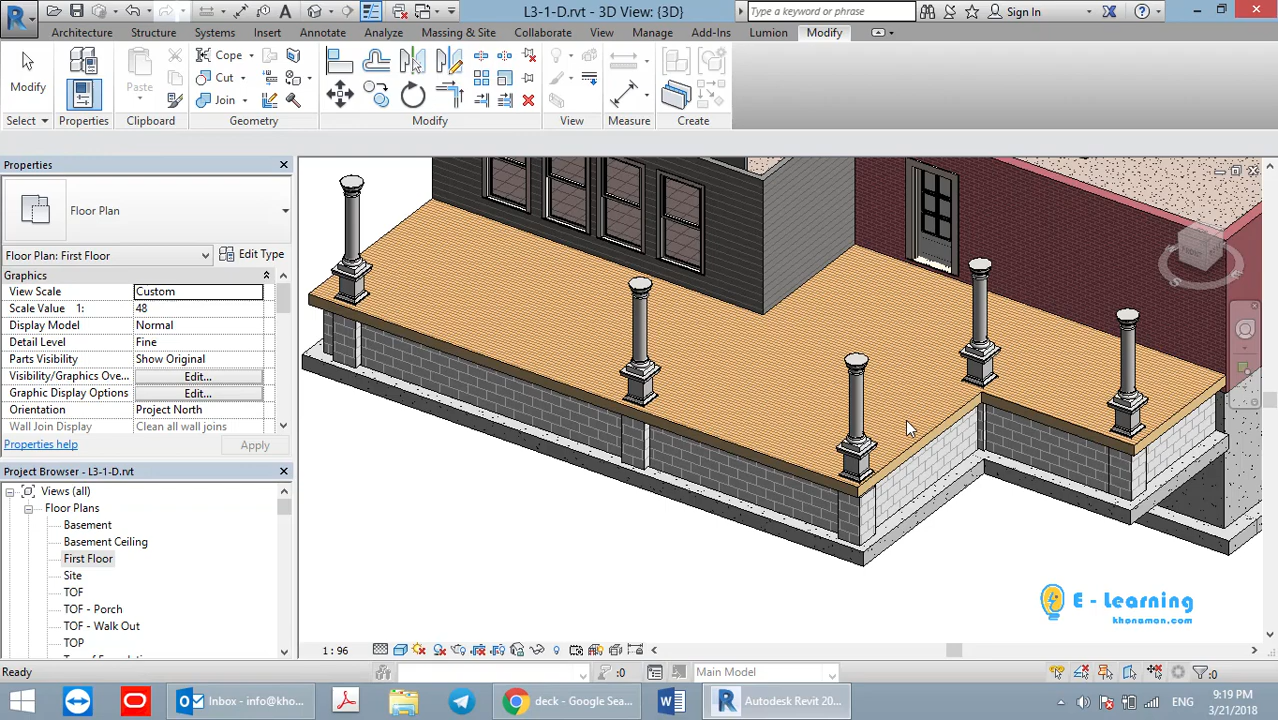 L3-1-D.rvt - 3D View: {3D}
Type a keyword or phrase
Sign In
Architecture
Structure
Systems
Insert
Annotate
Analyze
Massing & Site
Collaborate
View
Manage
Add-Ins
Lumion
Modify
Modify
Paste
Cope
Cut
Join
Select
Properties
Clipboard
Geometry
Modify
View
Measure
Create
Properties
Floor Plan
Floor Plan: First Floor
Edit Type
Graphics
View Scale Custom
Scale Value 1: 48
Display Model Normal
Detail Level Fine
Parts Visibility Show Original
Visibility/Graphics Ove... Edit...
Graphic Display Options Edit...
Orientation Project North
Wall Join Display Clean all wall joins
Properties help
Apply
Project Browser - L3-1-D.rvt
Views (all)
Floor Plans
Basement
Basement Ceiling
First Floor
Site
TOF
TOF - Porch
TOF - Walk Out
TOP
E - Learning
khonamon.com
1 : 96
Ready
:0
Main Model
:0
Inbox - info@kho...
deck - Google Sea...
Autodesk Revit 20...
ENG
9:19 PM
3/21/2018